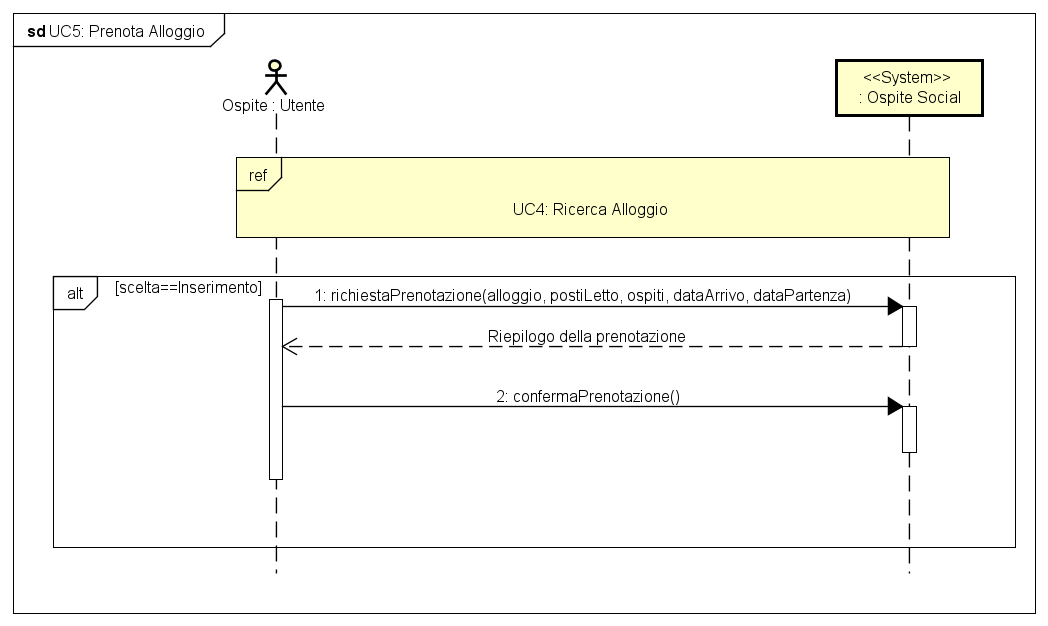 sd UC5: Prenota Alloggio
<<System>>
: Ospite Social
Ospite : Utente
ref
UC4: Ricerca Alloggio
alt
[scelta==Inserimento]
1: richiestaPrenotazione(alloggio, postiLetto, ospiti, dataArrivo, dataPartenza)
Riepilogo della prenotazione
2: confermaPrenotazione()